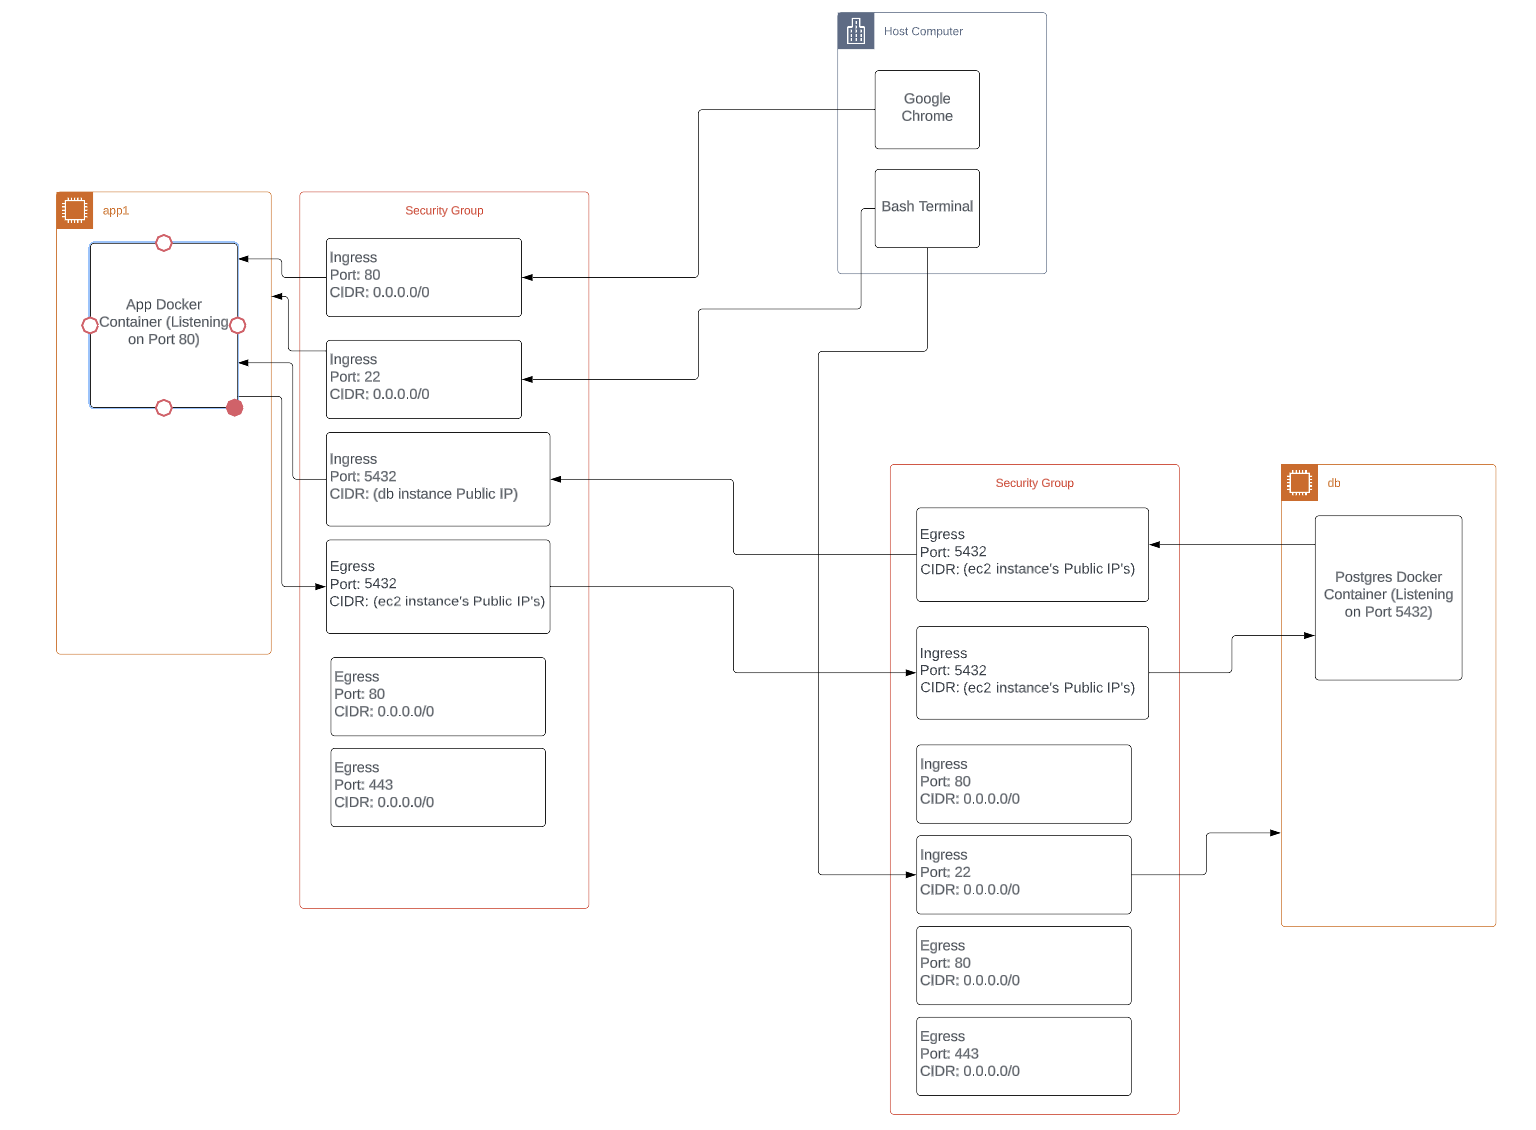 Host Computer
Google
Chrome
Bash Terminal
app1
App Docker
Container (Listening
on Port 80)
Security Group
Ingress
Port: 80
CIDR: 0.0.0.0/0
Ingress
Port: 22
CIDR: 0.0.0.0/0
Ingress
Port: 5432
CIDR: (db instance Public IP)
Egress
Port: 5432
CIDR: (ec2 instance's Public IP's)
Egress
Port: 80
CIDR: 0.0.0.0/0
Egress
Port: 443
CIDR: 0.0.0.0/0
Security Group
Egress
Port: 5432
CIDR: (ec2 instance's Public IP's)
Ingress
Port: 5432
CIDR: (ec2 instance's Public IP's)
Ingress
Port: 80
CIDR: 0.0.0.0/0
Ingress
Port: 22
CIDR: 0.0.0.0/0
Egress
Port: 80
CIDR: 0.0.0.0/0
Egress
Port: 443
CIDR: 0.0.0.0/0
db
Postgres Docker
Container (Listening
on Port 5432)